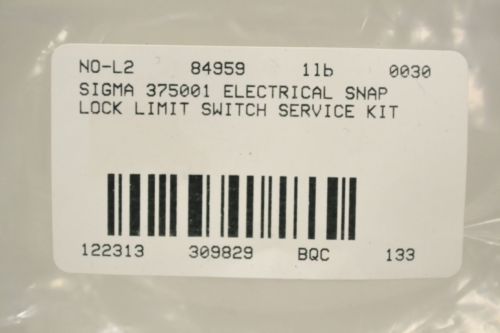 NO-L2 84959 1lb 0030
SIGMA 375001 ELECTRICAL SNAP
LOCK LIMIT SWITCH SERVICE KIT
122313 309829 BQC 133